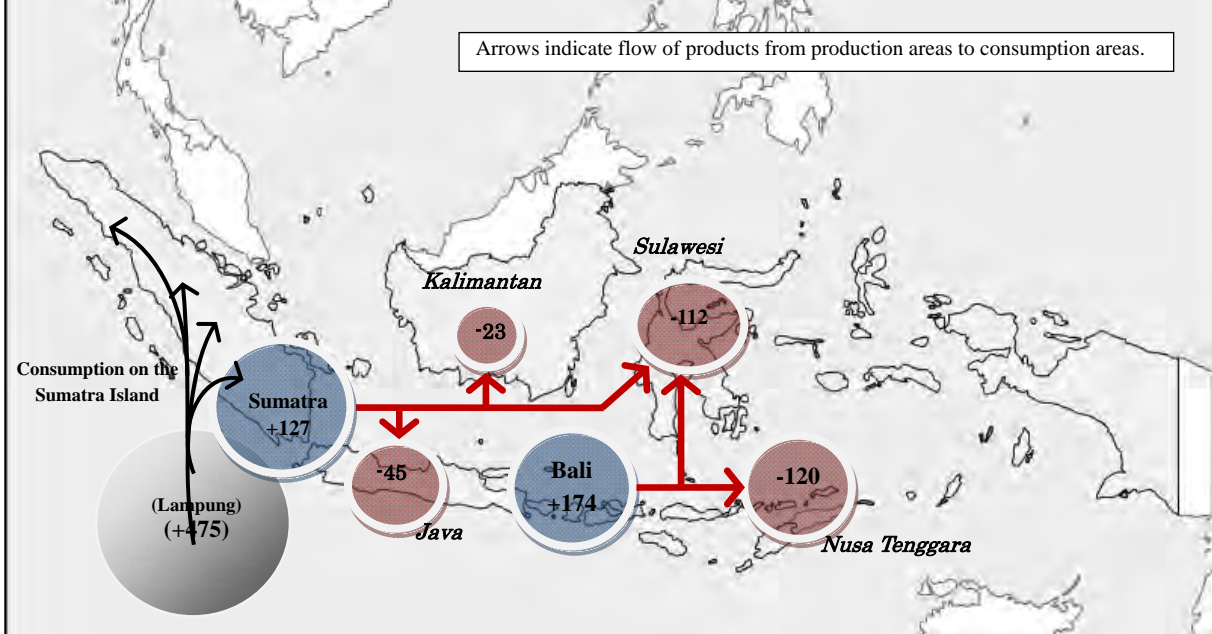 Arrows indicate flow of products from production areas to consumption areas.
Sulawesi
Kalimantan
-112
-23
Consumption on the
Sumatra Island
Sumatra
+127
-45
Bali
+174
-120
(Lampung)
(+475)
Java
Nusa Tenggara